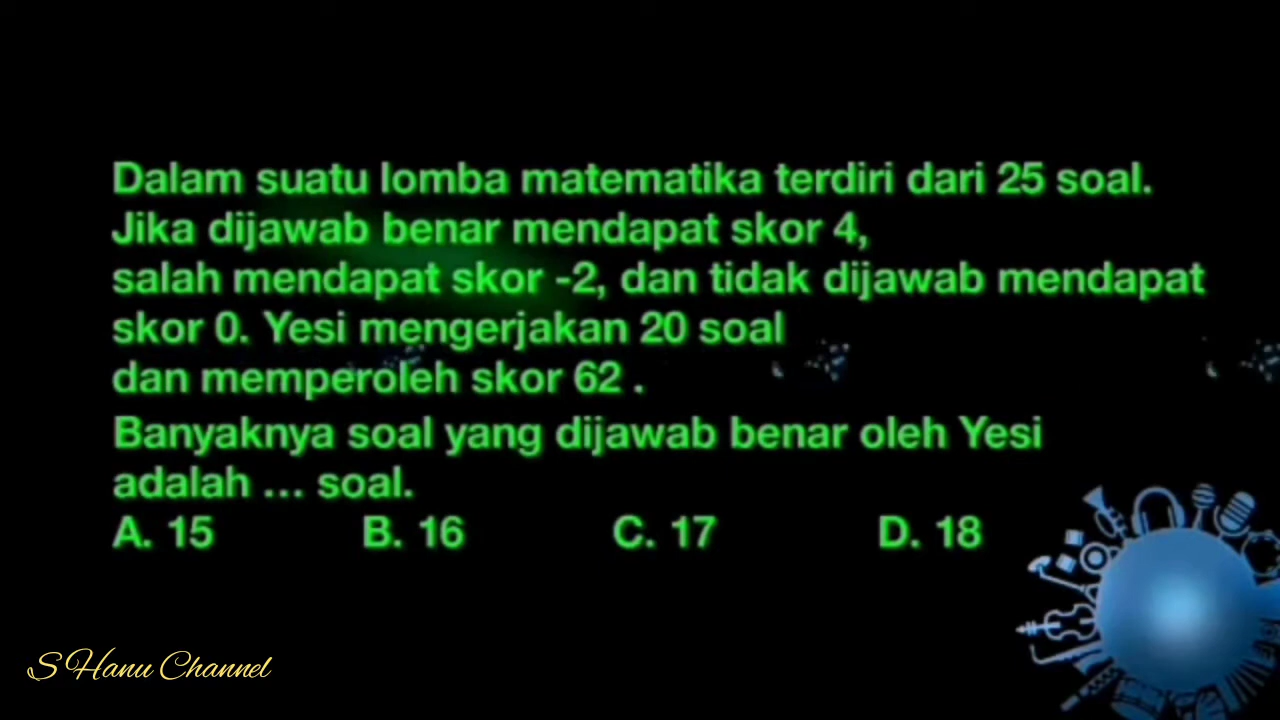 Dalam suatu lomba matematika terdiri dari 25 soal.
Jika dijawab benar mendapat skor 4,
salah mendapat skor -2, dan tidak dijawab mendapat
skor 0. Yesi mengerjakan 20 soal
dan memperoleh skor 62 .
Banyaknya soal yang dijawab benar oleh Yesi
adalah ... soal.
A. 15 B. 16 C. 17 D. 18
S Hanu Channel